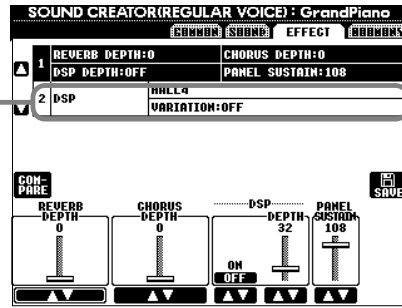 SOUND CREATOR(REGULAR VOICE) : GrandPiano
COMMON SOUND EFFECT HARMONY
1 REVERB DEPTH:0 CHORUS DEPTH:0
DSP DEPTH:OFF PANEL SUSTAIN:108
2 DSP HALL4
VARIATION:OFF
COM-
PARE
SAVE
REVERB CHORUS DSP PANEL
DEPTH DEPTH DEPTH SUSTAIN
0 0 32 108
ON
OFF